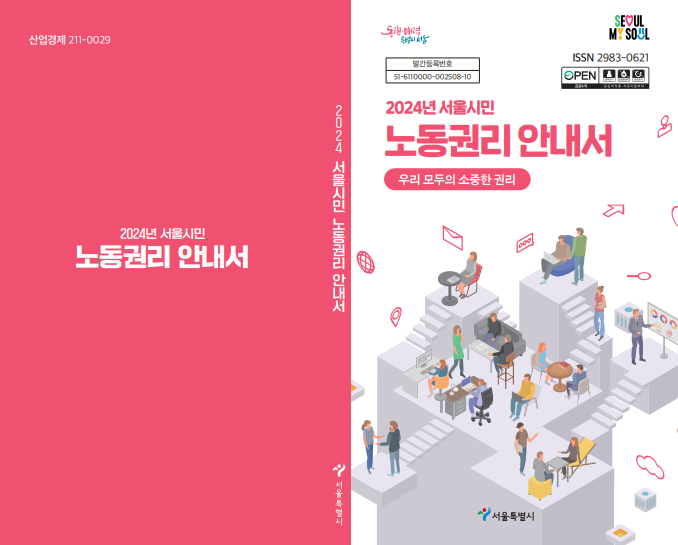 산업경제 211-0029
2024년 서울시민
노동권리 안내서
2024 서울시민 노동권리 안내서
서울특별시
동행·매력
특별시 서울
SEOUL
MY SOUL
발간등록번호
51-6110000-002508-10
ISSN 2983-0621
OPEN
공공누리
2024년 서울시민
노동권리 안내서
우리 모두의 소중한 권리
서울특별시